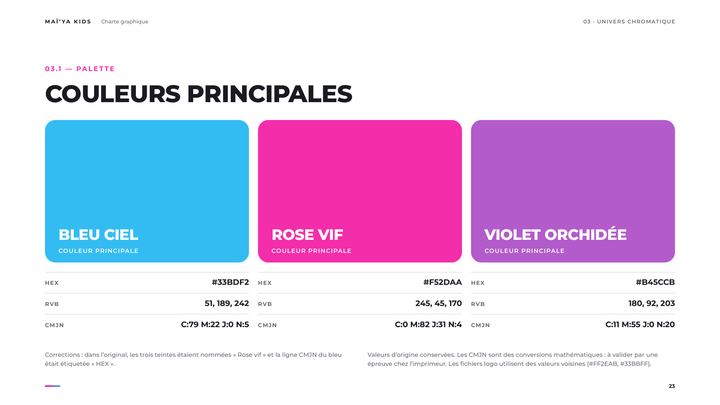 MAÏ'YA KIDS Charte graphique
03 · UNIVERS CHROMATIQUE
03.1 — PALETTE
COULEURS PRINCIPALES
BLEU CIEL
COULEUR PRINCIPALE
ROSE VIF
COULEUR PRINCIPALE
VIOLET ORCHIDÉE
COULEUR PRINCIPALE
HEX #33BDF2
RVB 51, 189, 242
CMJN C:79 M:22 J:0 N:5
HEX #F52DAA
RVB 245, 45, 170
CMJN C:0 M:82 J:31 N:4
HEX #B45CCB
RVB 180, 92, 203
CMJN C:11 M:55 J:0 N:20
Corrections : dans l'original, les trois teintes étaient nommées « Rose vif » et la ligne CMJN du bleu
était étiquetée « HEX ».
Valeurs d'origine conservées. Les CMJN sont des conversions mathématiques : à valider par une
épreuve chez l'imprimeur. Les fichiers logo utilisent des valeurs voisines (#FF2EAB, #33BBFF).
23